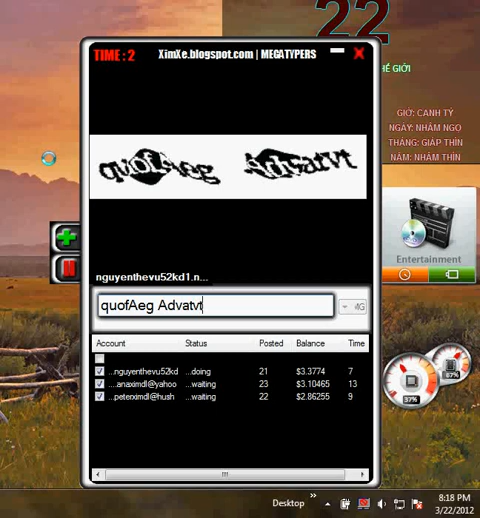 22
HẾ GIỚI
TIME : 2
XimXe.blogspot.com | MEGATYPERS
GIỜ: CANH TÝ
NGÀY: NHÂM NGỌ
THÁNG: GIÁP THÌN
NĂM: NHÂM THÌN
quofAeg Advatvt
Entertainment
nguyenthevu52kd1.n...
quofAeg Advatvt
4G
Account Status Posted Balance Time
...nguyenthevu52kd ...doing 21 $3.3774 7
...anaximdl@yahoo ...waiting 23 $3.10465 13
...peterximdl@hush ...waiting 22 $2.86255 9
37%
67%
Desktop
8:18 PM
3/22/2012